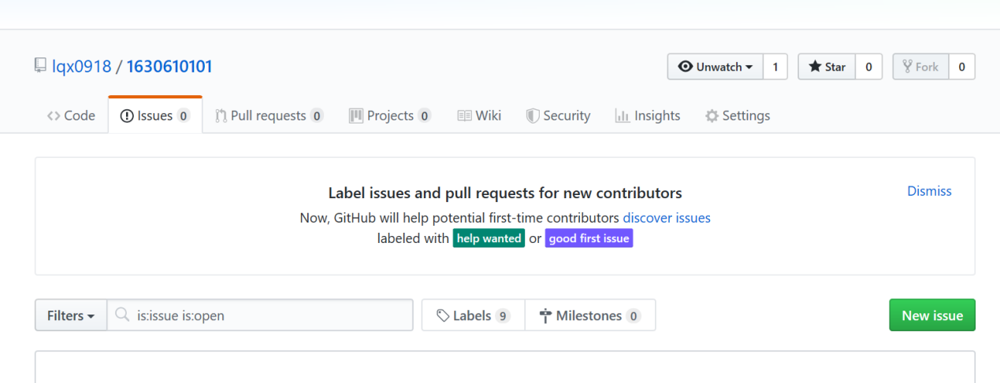 lqx0918 / 1630610101
Unwatch 1 Star 0 Fork 0
Code Issues 0 Pull requests 0 Projects 0 Wiki Security Insights Settings
Label issues and pull requests for new contributors
Dismiss
Now, GitHub will help potential first-time contributors discover issues
labeled with help wanted or good first issue
Filters is:issue is:open Labels 9 Milestones 0 New issue